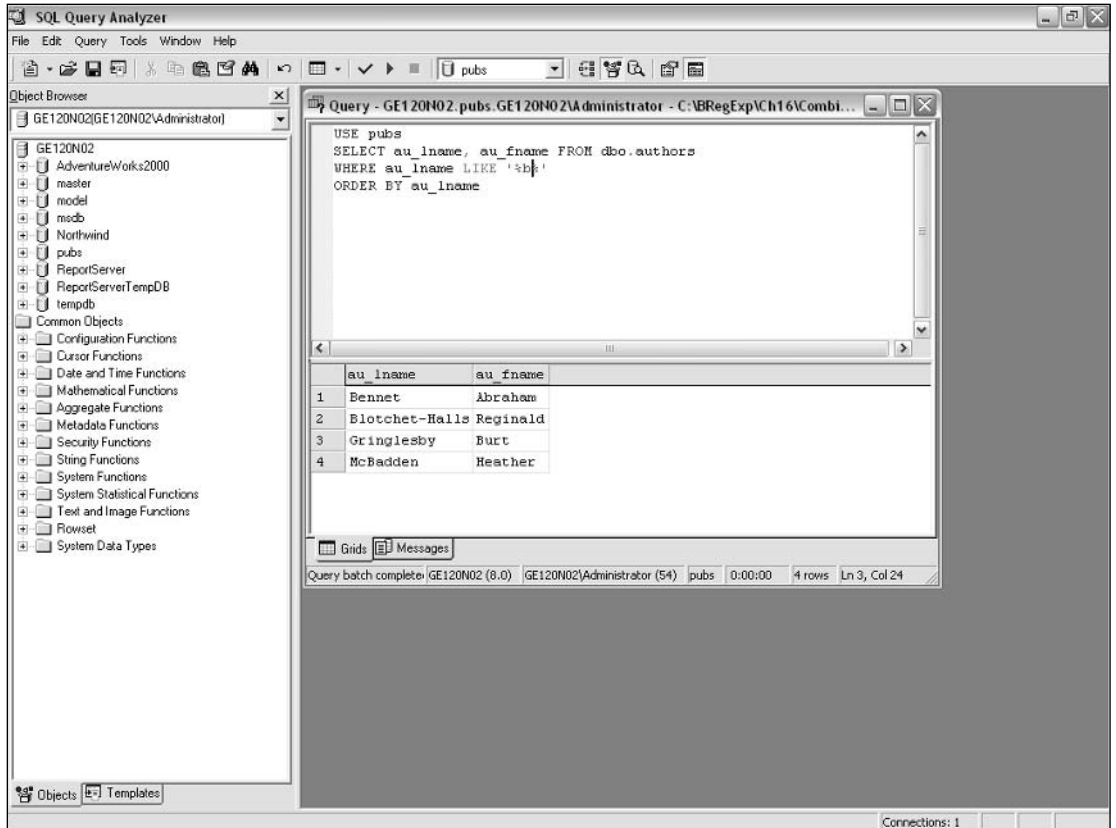 SQL Query Analyzer
File Edit Query Tools Window Help
pubs
Object Browser
GE120N02(GE120N02\Administrator)
GE120N02
AdventureWorks2000
master
model
msdb
Northwind
pubs
ReportServer
ReportServerTempDB
tempdb
Common Objects
Configuration Functions
Cursor Functions
Date and Time Functions
Mathematical Functions
Aggregate Functions
Metadata Functions
Security Functions
String Functions
System Functions
System Statistical Functions
Text and Image Functions
Rowset
System Data Types
Objects Templates
Query - GE120N02.pubs.GE120N02\Administrator - C:\BRegExp\Ch16\Combi...
USE pubs
SELECT au_lname, au_fname FROM dbo.authors
WHERE au_lname LIKE '%b%'
ORDER BY au_lname
au_lname au_fname
1 Bennet Abraham
2 Blotchet-Halls Reginald
3 Gringlesby Burt
4 McBadden Heather
Grids Messages
Query batch complete GE120N02 (8.0) GE120N02\Administrator (54) pubs 0:00:00 4 rows Ln 3, Col 24
Connections: 1